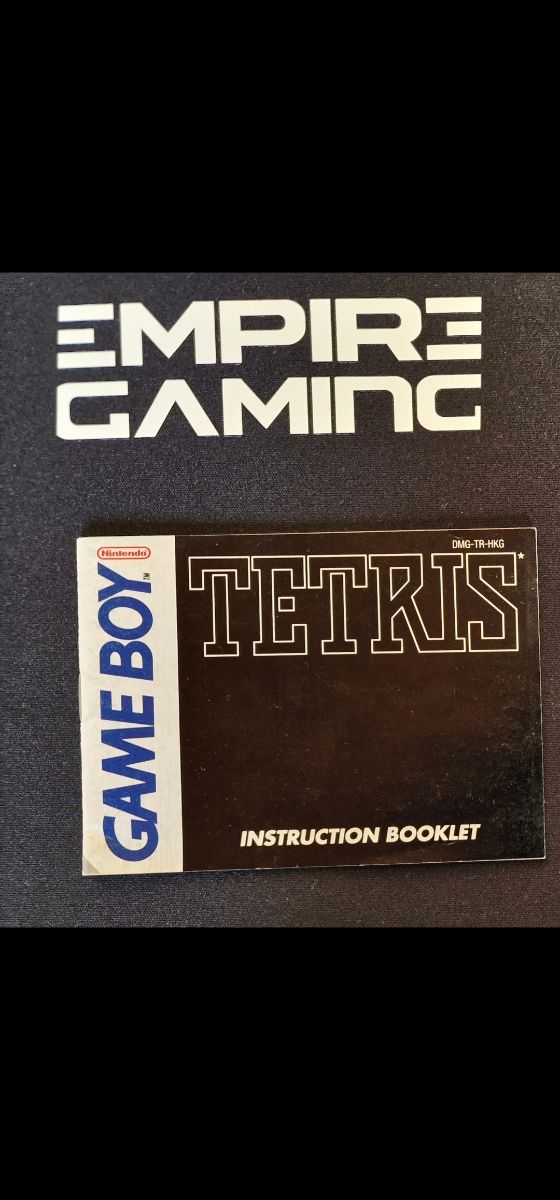 EMPIRE
GAMING
Nintendo
DMG-TR-HKG
GAME BOY™
TETRIS*
INSTRUCTION BOOKLET